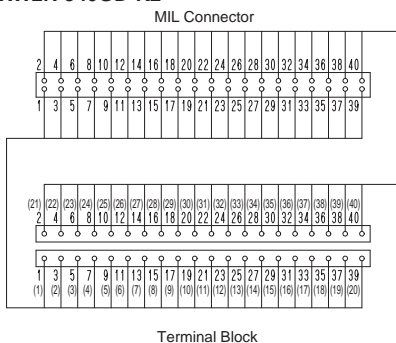 MIL Connector
2 4 6 8 10 12 14 16 18 20 22 24 26 28 30 32 34 36 38 40
1 3 5 7 9 11 13 15 17 19 21 23 25 27 29 31 33 35 37 39
(21) (22) (23) (24) (25) (26) (27) (28) (29) (30) (31) (32) (33) (34) (35) (36) (37) (38) (39) (40)
2 4 6 8 10 12 14 16 18 20 22 24 26 28 30 32 34 36 38 40
1 3 5 7 9 11 13 15 17 19 21 23 25 27 29 31 33 35 37 39
(1) (2) (3) (4) (5) (6) (7) (8) (9) (10) (11) (12) (13) (14) (15) (16) (17) (18) (19) (20)
Terminal Block